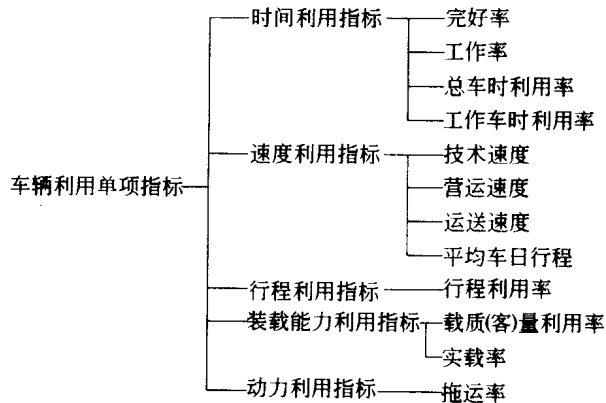 时间利用指标
完好率
工作率
总车时利用率
工作车时利用率
速度利用指标
技术速度
营运速度
运送速度
平均车日行程
车辆利用单项指标
行程利用指标
行程利用率
装载能力利用指标
载质(客)量利用率
实载率
动力利用指标
拖运率